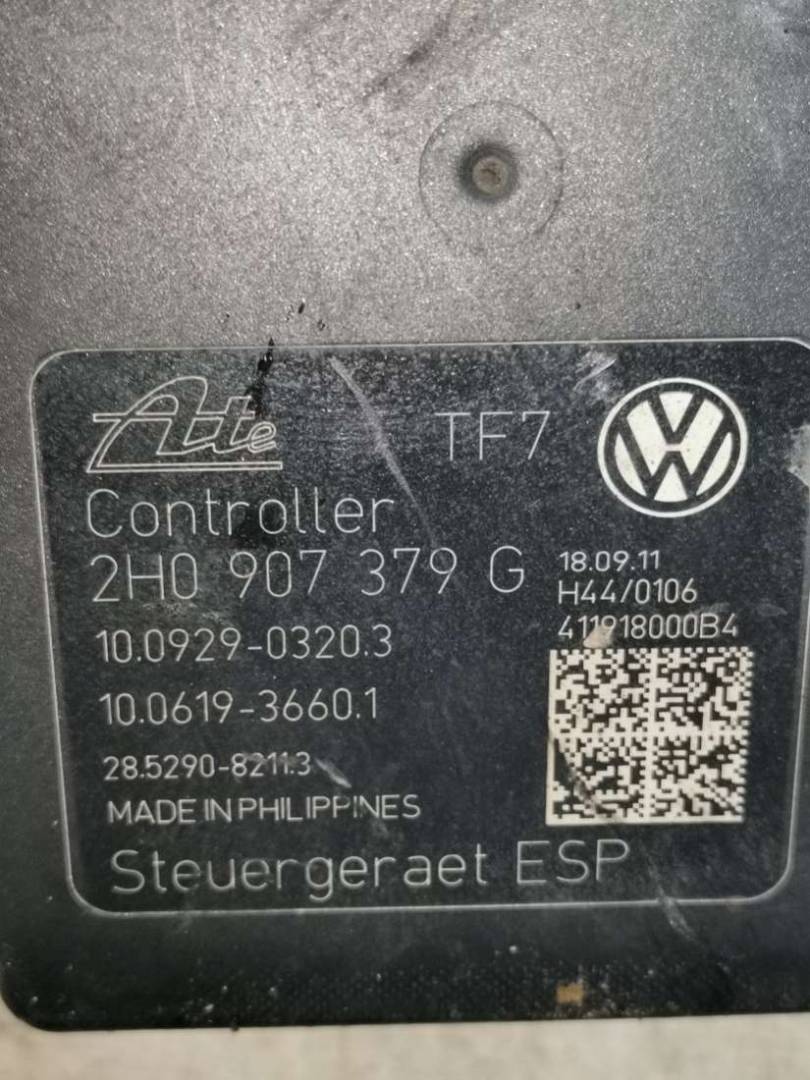 Ate TF7
Controller
2H0 907 379 G
18.09.11
H44/0106
10.0929-0320.3
411918000B4
10.0619-3660.1
28.5290-8211.3
MADE IN PHILIPPINES
Steuergeraet ESP